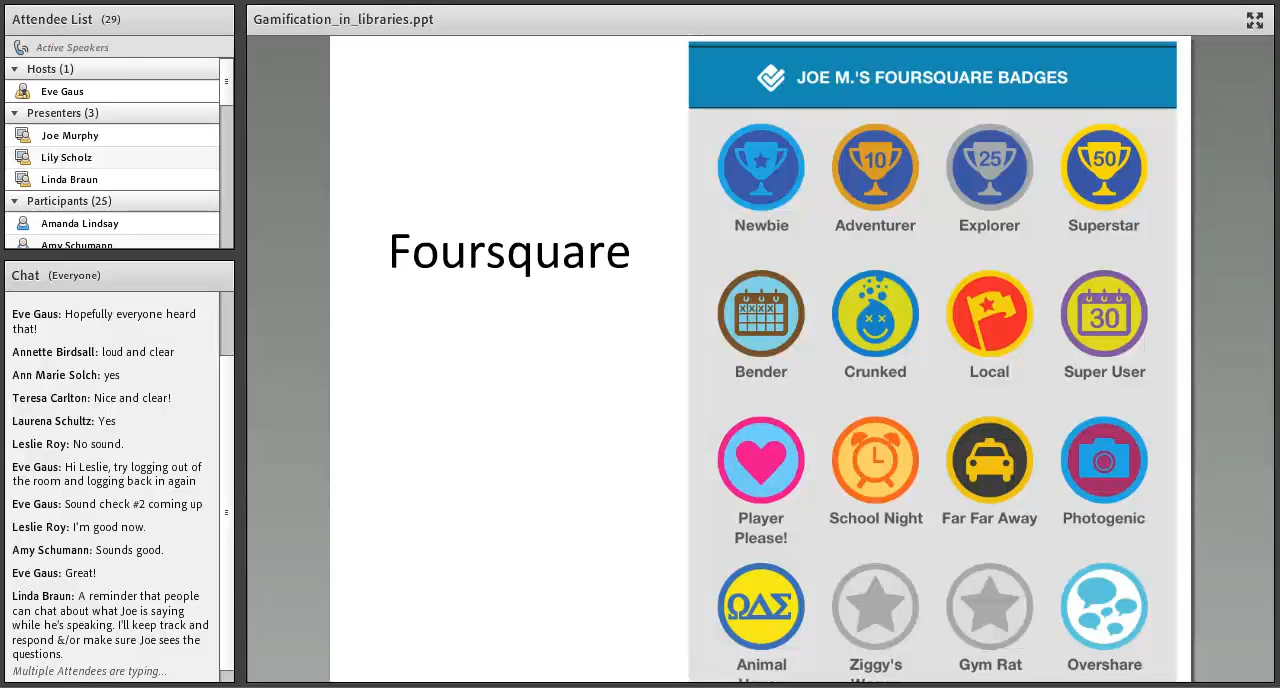 Attendee List (29)
Active Speakers
Hosts (1)
Eve Gaus
Presenters (3)
Joe Murphy
Lily Scholz
Linda Braun
Participants (25)
Amanda Lindsay
Amy Schumann
Chat (Everyone)
Eve Gaus: Hopefully everyone heard
that!
Annette Birdsall: loud and clear
Ann Marie Solch: yes
Teresa Carlton: Nice and clear!
Laurena Schultz: Yes
Leslie Roy: No sound.
Eve Gaus: Hi Leslie, try logging out of
the room and logging back in again
Eve Gaus: Sound check #2 coming up
Leslie Roy: I'm good now.
Amy Schumann: Sounds good.
Eve Gaus: Great!
Linda Braun: A reminder that people
can chat about what Joe is saying
while he's speaking. I'll keep track and
respond &/or make sure Joe sees the
questions.
Multiple Attendees are typing...
Gamification_in_libraries.ppt
Foursquare
JOE M.'S FOURSQUARE BADGES
10 25 50
Newbie Adventurer Explorer Superstar
XXXX
30
Bender Crunked Local Super User
Player School Night Far Far Away Photogenic
Please!
ΩΔΣ
Animal Ziggy's Gym Rat Overshare